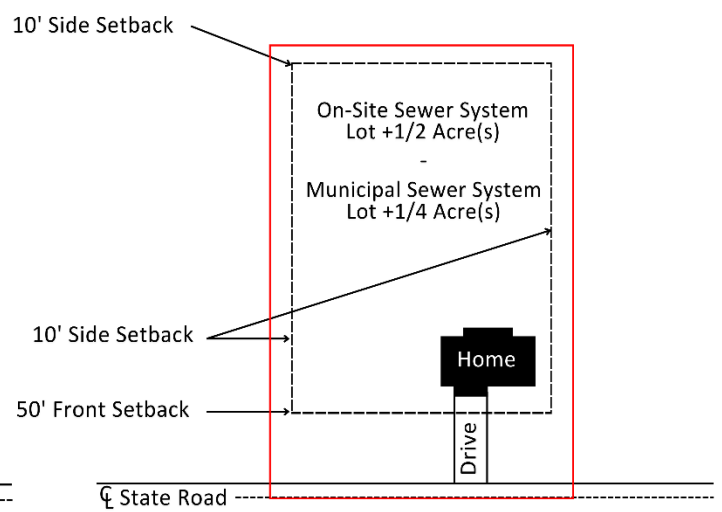 10' Side Setback
On-Site Sewer System
Lot +1/2 Acre(s)
-
Municipal Sewer System
Lot +1/4 Acre(s)
10' Side Setback
Home
50' Front Setback
Drive
℄ State Road